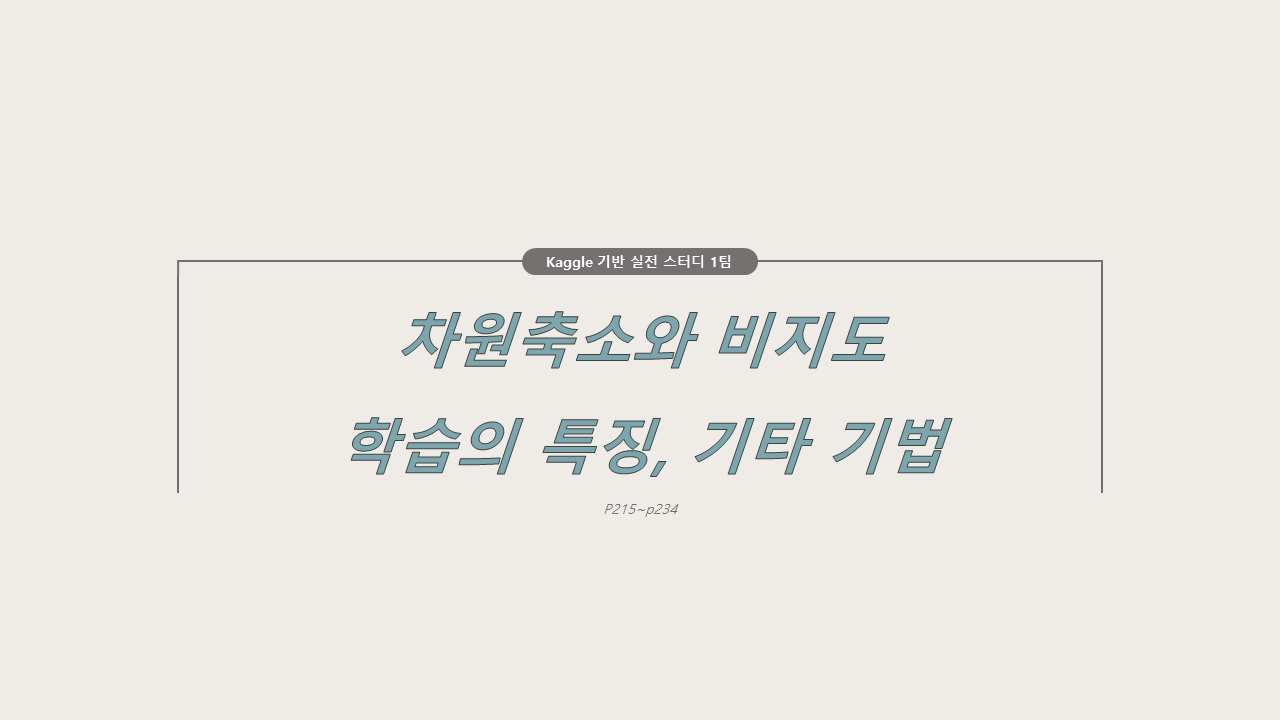 Kaggle 기반 실전 스터디 1팀
차원축소와 비지도
학습의 특징, 기타 기법
P215~p234